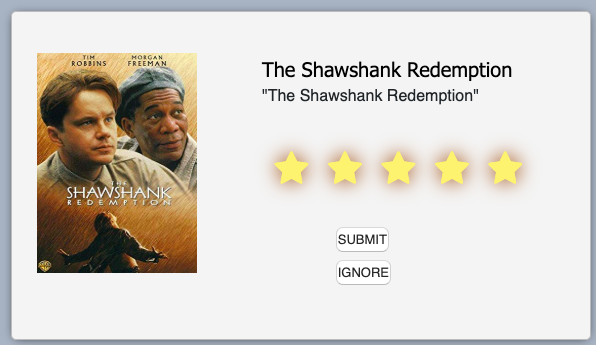 TIM MORGAN
ROBBINS FREEMAN
THE
SHAWSHANK
REDEMPTION
The Shawshank Redemption
"The Shawshank Redemption"
SUBMIT
IGNORE